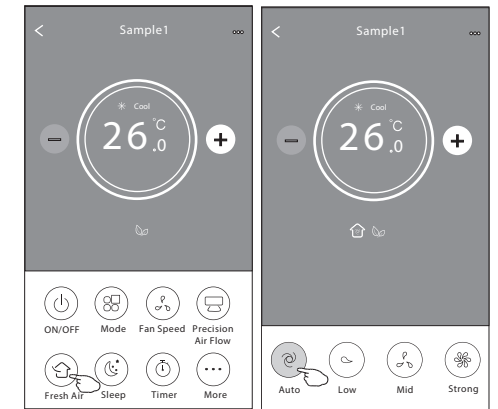 Sample1
Cool
26.0 °C
ON/OFF Mode Fan Speed Precision
Air Flow
Fresh Air Sleep Timer More
Sample1
Cool
26.0 °C
Auto Low Mid Strong